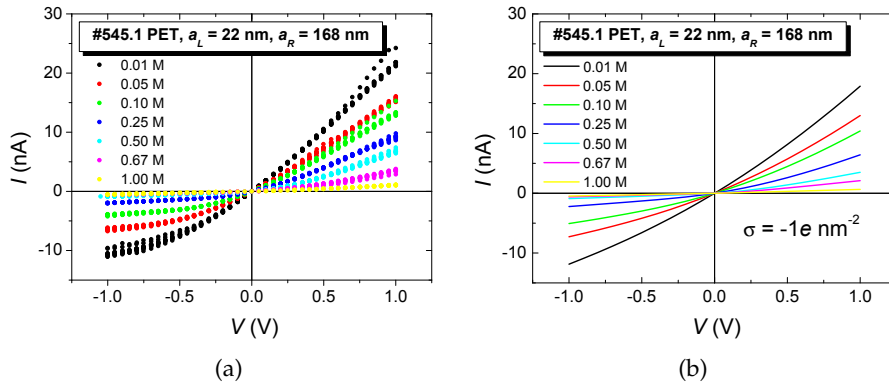 #545.1 PET, a_L = 22 nm, a_R = 168 nm
0.01 M
0.05 M
0.10 M
0.25 M
0.50 M
0.67 M
1.00 M
I (nA)
30
20
10
0
-10
-1.0 -0.5 0.0 0.5 1.0
V (V)
(a)
#545.1 PET, a_L = 22 nm, a_R = 168 nm
0.01 M
0.05 M
0.10 M
0.25 M
0.50 M
0.67 M
1.00 M
σ = -1e nm⁻²
I (nA)
30
20
10
0
-10
-1.0 -0.5 0.0 0.5 1.0
V (V)
(b)